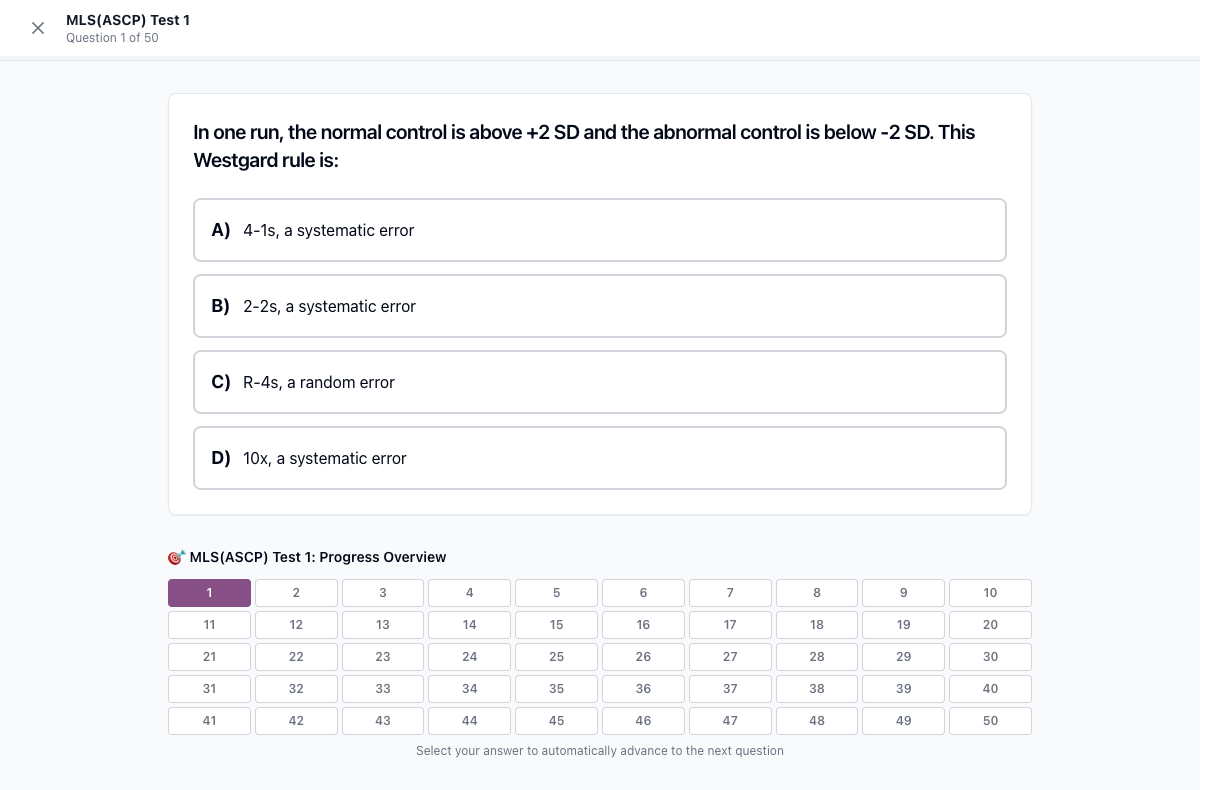 MLS(ASCP) Test 1
Question 1 of 50
In one run, the normal control is above +2 SD and the abnormal control is below -2 SD. This
Westgard rule is:
A) 4-1s, a systematic error
B) 2-2s, a systematic error
C) R-4s, a random error
D) 10x, a systematic error
🎯 MLS(ASCP) Test 1: Progress Overview
1 2 3 4 5 6 7 8 9 10
11 12 13 14 15 16 17 18 19 20
21 22 23 24 25 26 27 28 29 30
31 32 33 34 35 36 37 38 39 40
41 42 43 44 45 46 47 48 49 50
Select your answer to automatically advance to the next question